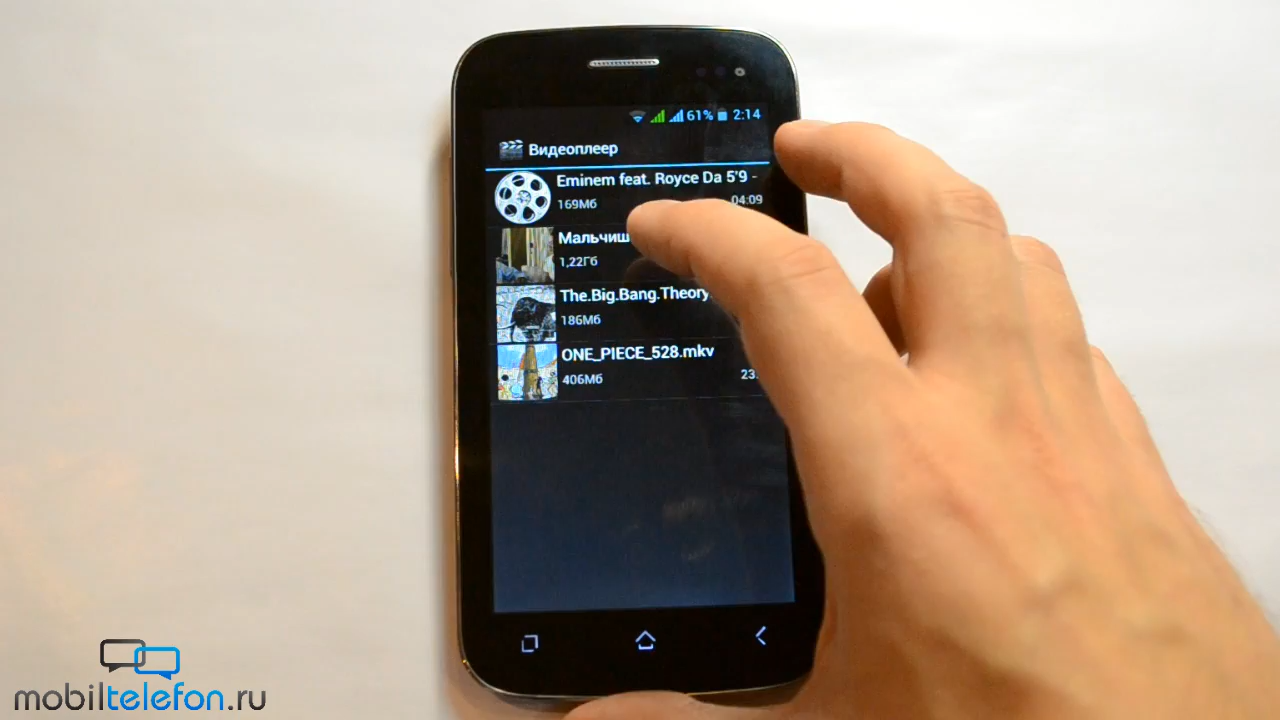 61% 2:14
Видеоплеер
Eminem feat. Royce Da 5'9 -
169Мб 04:09
1,22Гб
The.Big.Bang.Theory.
186Мб
ONE_PIECE_528.mkv
406Мб
mobiltelefon.ru